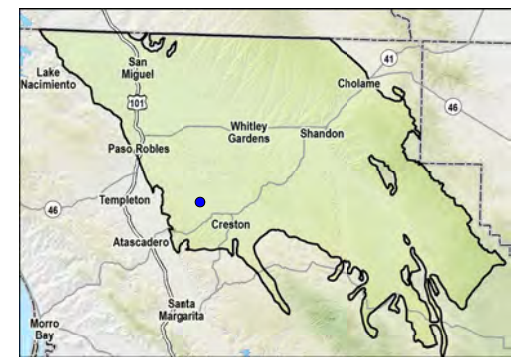 San
Miguel
41
Lake
Nacimiento
Cholame
101
46
Whitley
Gardens
Shandon
Paso Robles
Templeton
46
Creston
Atascadero
Santa
Margarita
Morro
Bay